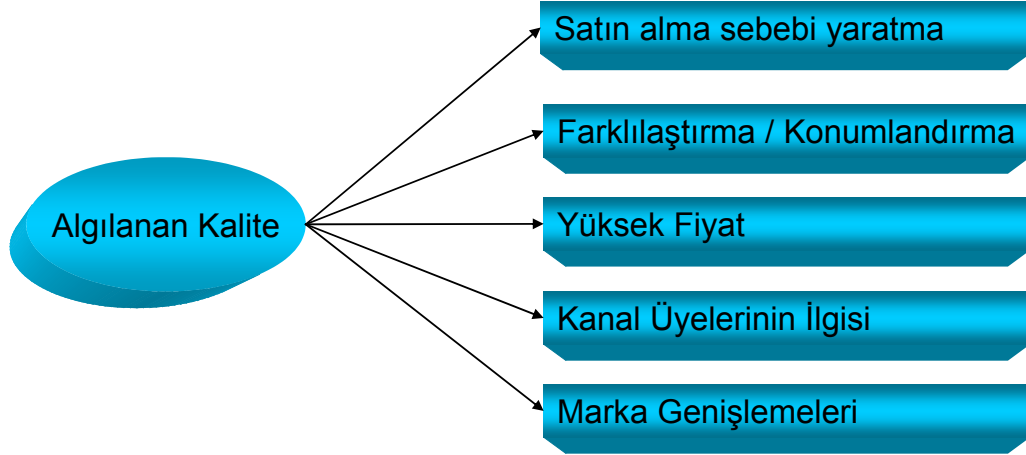 Satın alma sebebi yaratma
Farklılaştırma / Konumlandırma
Algılanan Kalite
Yüksek Fiyat
Kanal Üyelerinin İlgisi
Marka Genişlemeleri